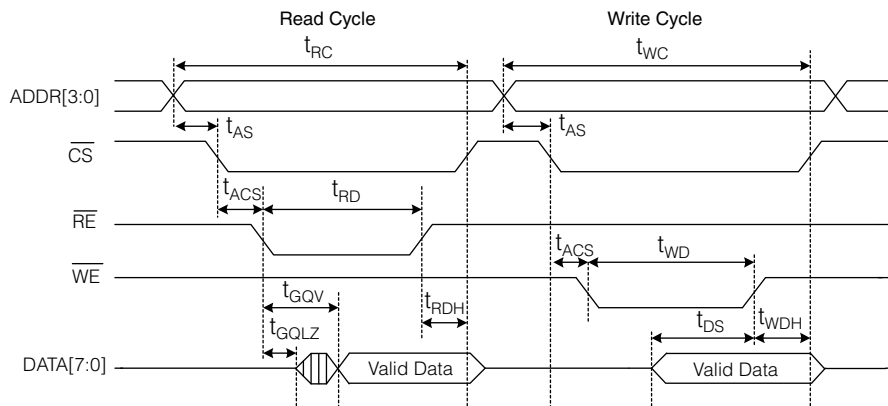 Read Cycle Write Cycle
tRC tWC
ADDR[3:0]
tAS tAS
CS
tACS tRD
RE
tACS tWD
WE
tGQV tRDH
tGQLZ tDS tWDH
DATA[7:0] Valid Data Valid Data